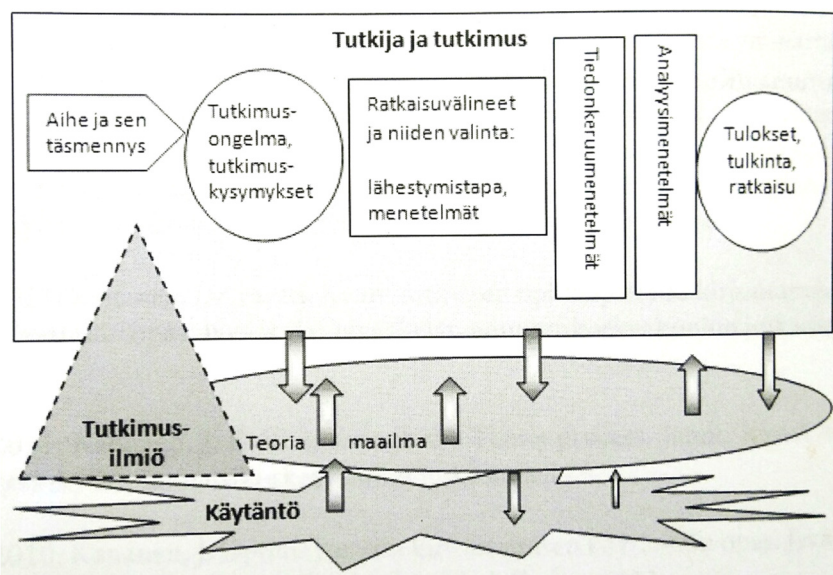 Tutkija ja tutkimus
Aihe ja sen
täsmennys
Tutkimus-
ongelma,
tutkimus-
kysymykset
Ratkaisuvälineet
ja niiden valinta:
lähestymistapa,
menetelmät
Tiedonkeruumenetelmät
Analyysimenetelmät
Tulokset,
tulkinta,
ratkaisu
Tutkimus-
ilmiö
Teoria maailma
Käytäntö